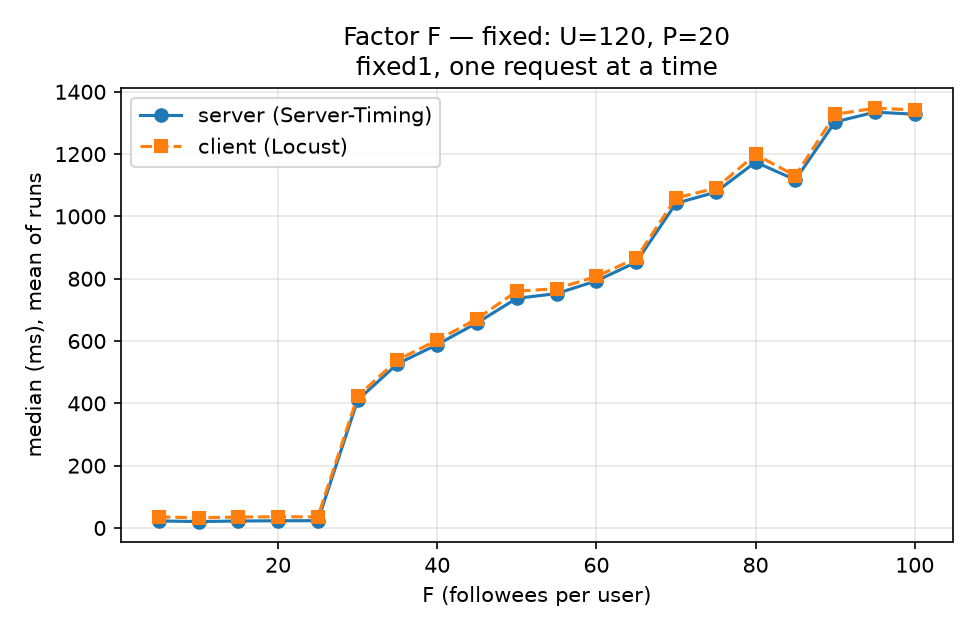 Factor F — fixed: U=120, P=20
fixed1, one request at a time
server (Server-Timing)
client (Locust)
median (ms), mean of runs
1400
1200
1000
800
600
400
200
0
20 40 60 80 100
F (followees per user)